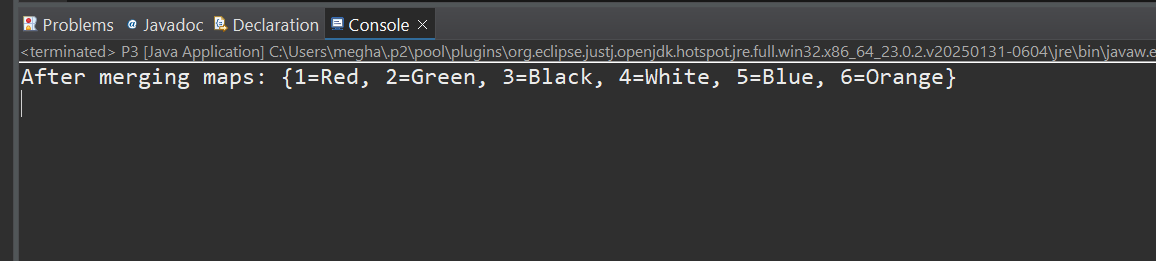 Problems @ Javadoc Declaration Console
<terminated> P3 [Java Application] C:\Users\megha\.p2\pool\plugins\org.eclipse.justj.openjdk.hotspot.jre.full.win32.x86_64_23.0.2.v20250131-0604\jre\bin\javaw.e
After merging maps: {1=Red, 2=Green, 3=Black, 4=White, 5=Blue, 6=Orange}